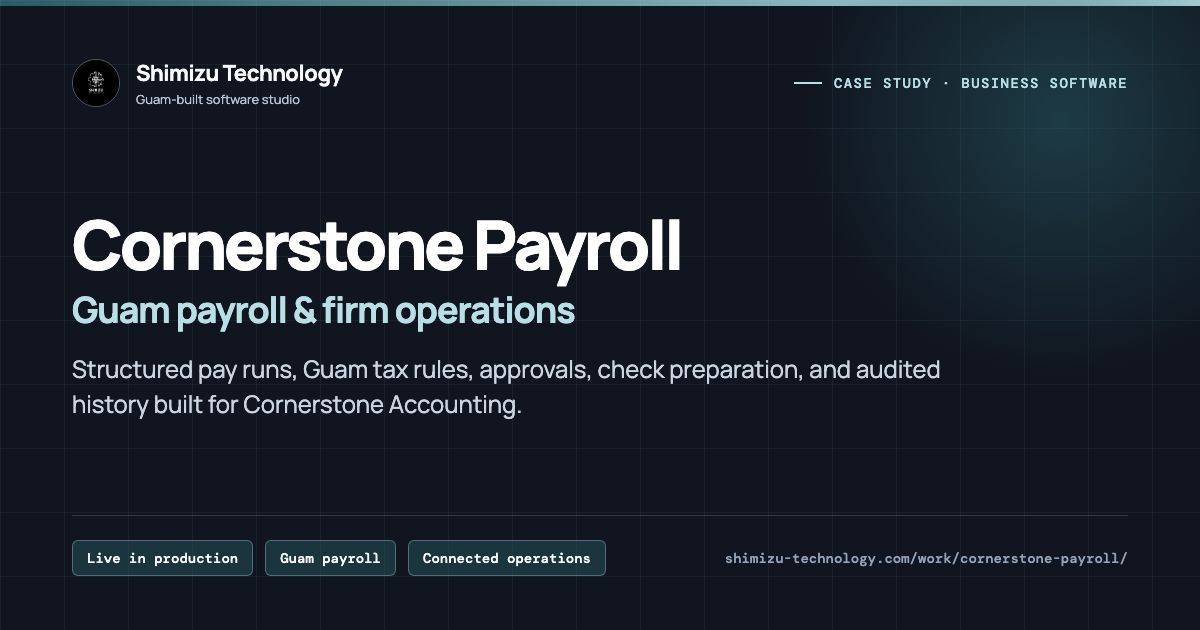 Shimizu Technology
Guam-built software studio
CASE STUDY · BUSINESS SOFTWARE
Cornerstone Payroll
Guam payroll & firm operations
Structured pay runs, Guam tax rules, approvals, check preparation, and audited
history built for Cornerstone Accounting.
Live in production
Guam payroll
Connected operations
shimizu-technology.com/work/cornerstone-payroll/